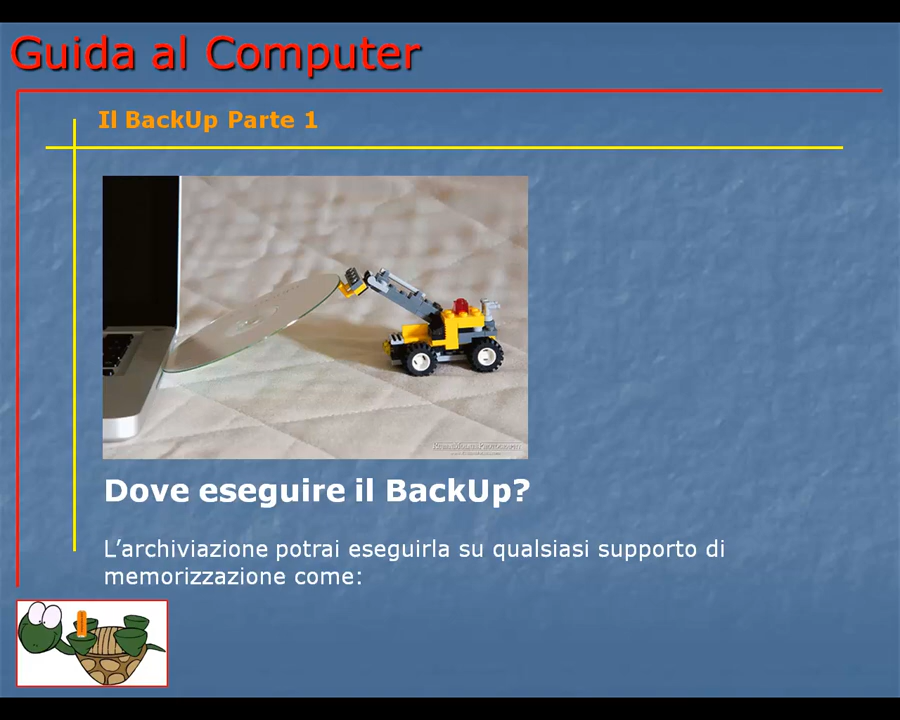 Guida al Computer
Il BackUp Parte 1
Dove eseguire il BackUp?
L’archiviazione potrai eseguirla su qualsiasi supporto di
memorizzazione come: